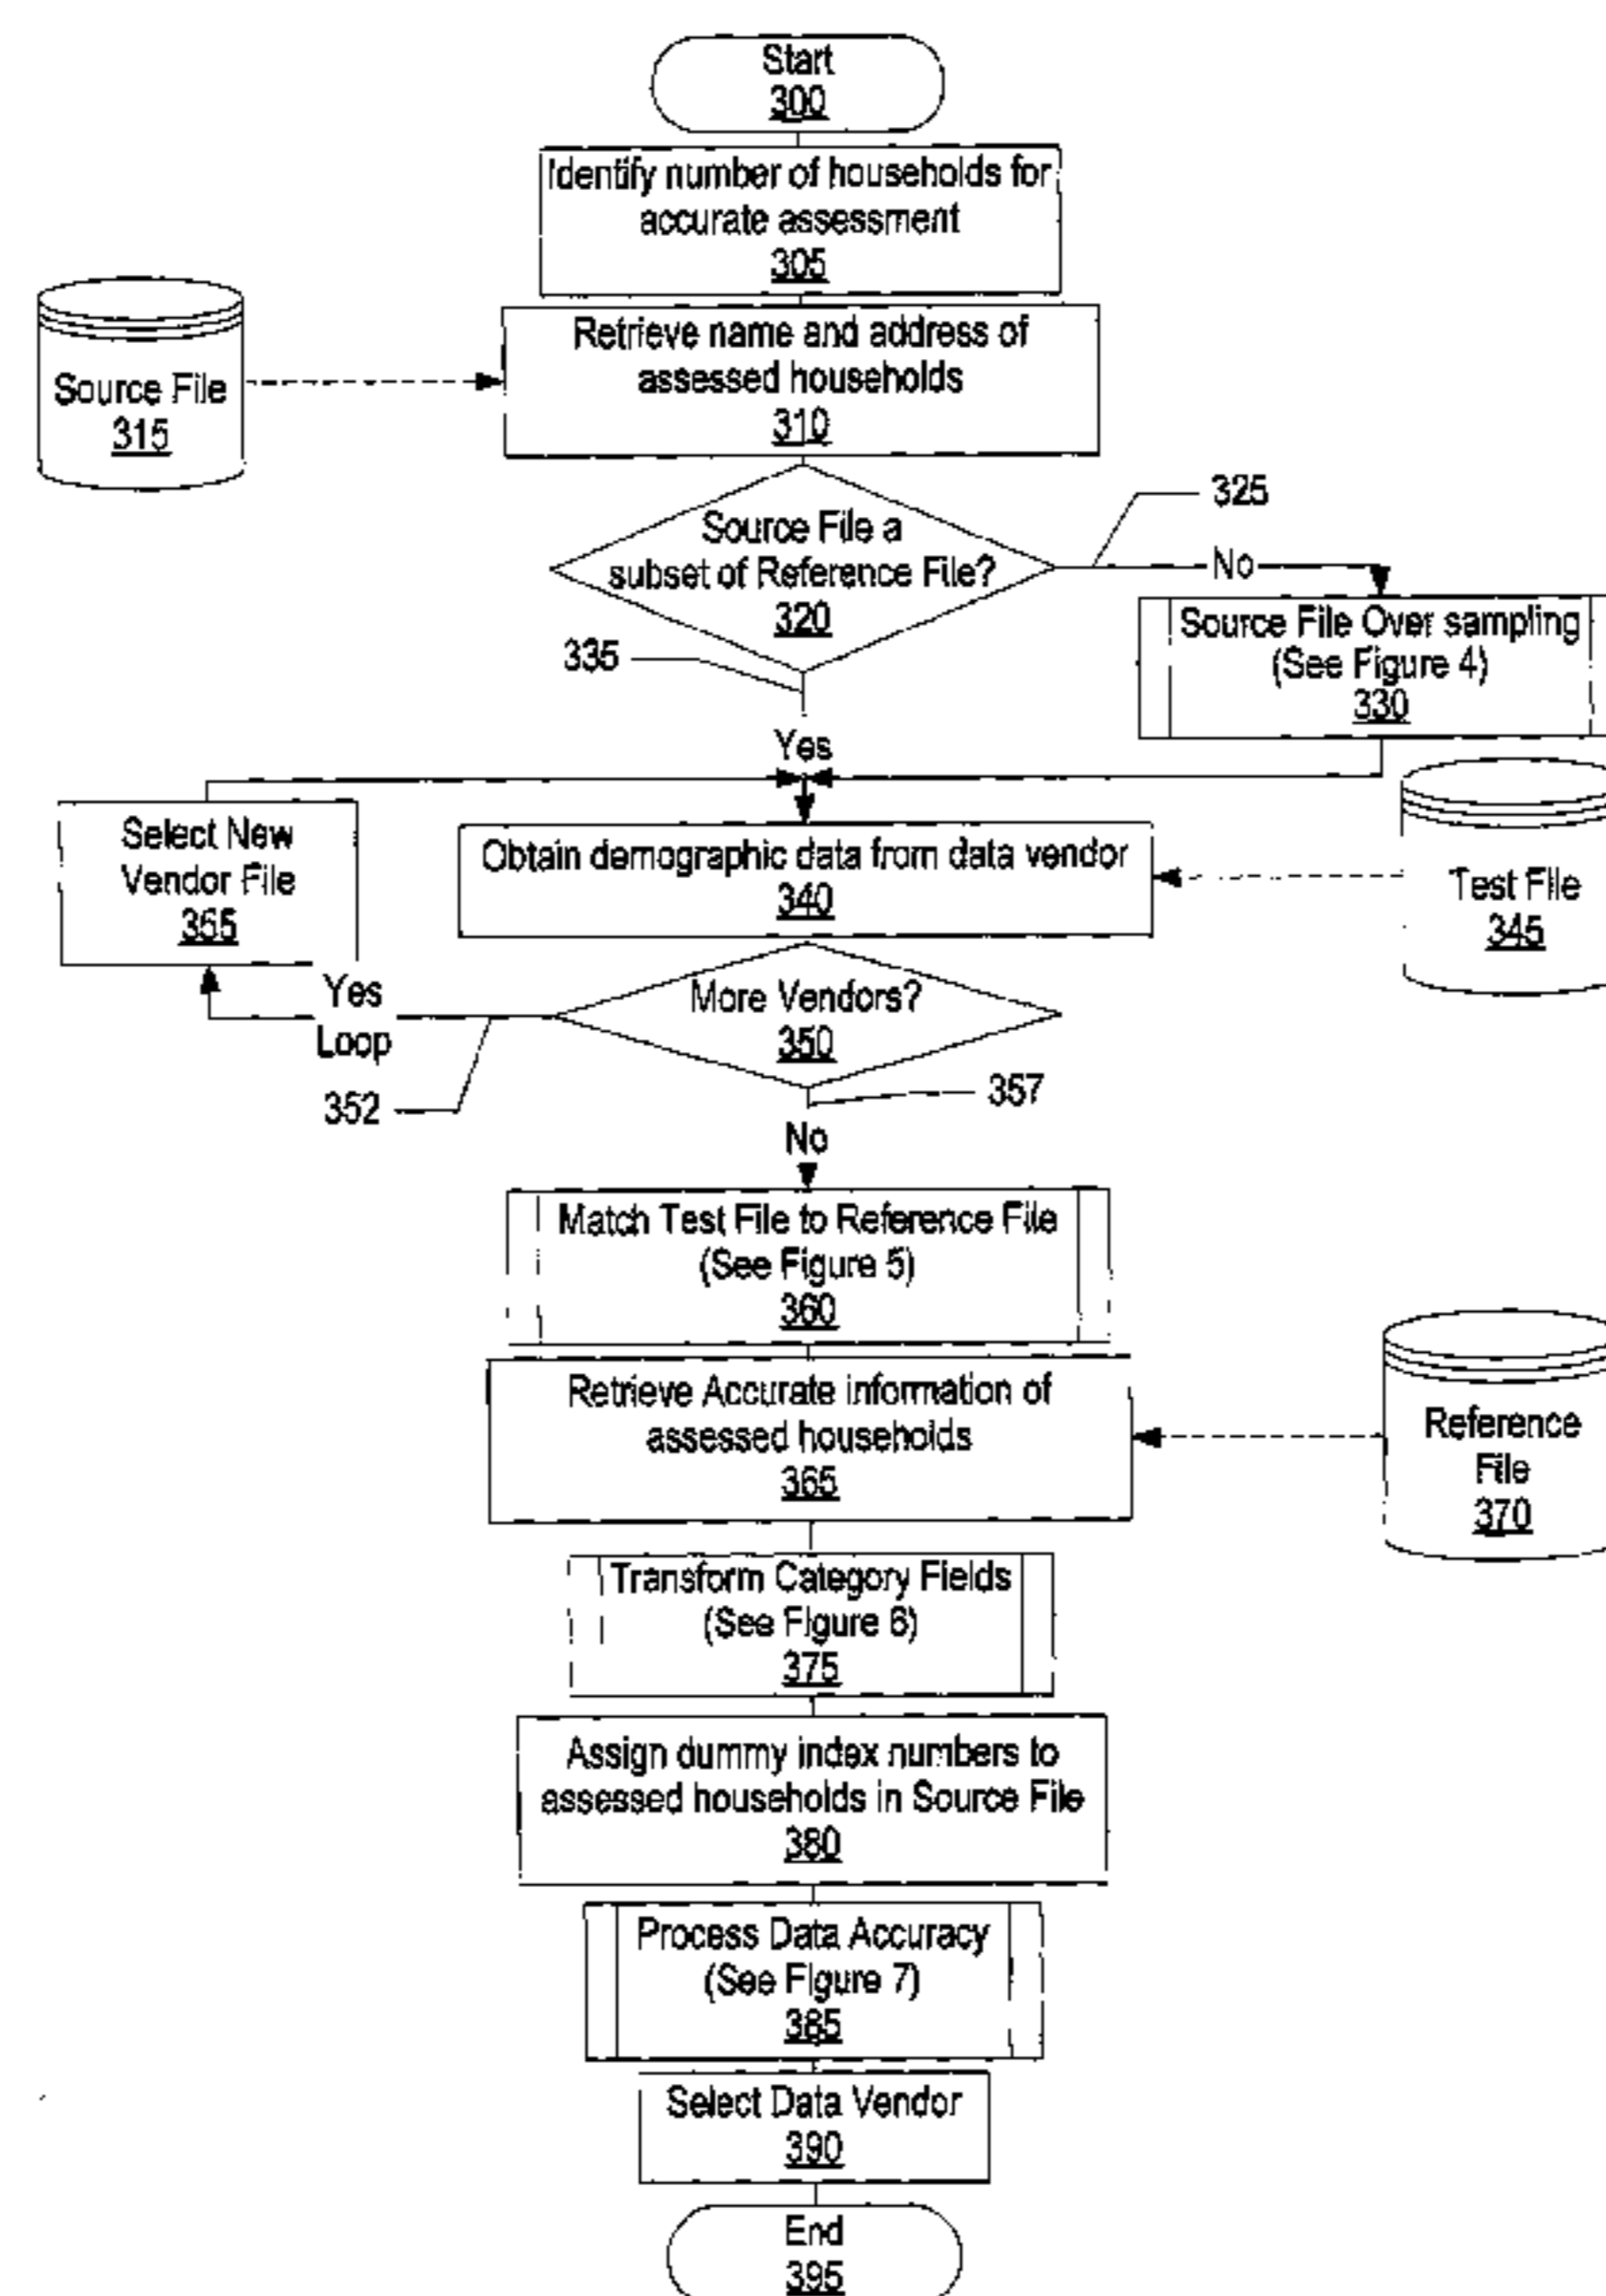 Start
300
Identify number of households for
accurate assessment
305
Retrieve name and address of
assessed households
310
Source File
315
Source File a
subset of Reference File?
320
325
No
Source File Over sampling
(See Figure 4)
330
335
Yes
Select New
Vendor File
355
Obtain demographic data from data vendor
340
Test File
345
More Vendors?
350
Yes
Loop
352
357
No
Match Test File to Reference File
(See Figure 5)
360
Retrieve Accurate information of
assessed households
365
Reference
File
370
Transform Category Fields
(See Figure 6)
375
Assign dummy index numbers to
assessed households in Source File
380
Process Data Accuracy
(See Figure 7)
385
Select Data Vendor
390
End
395